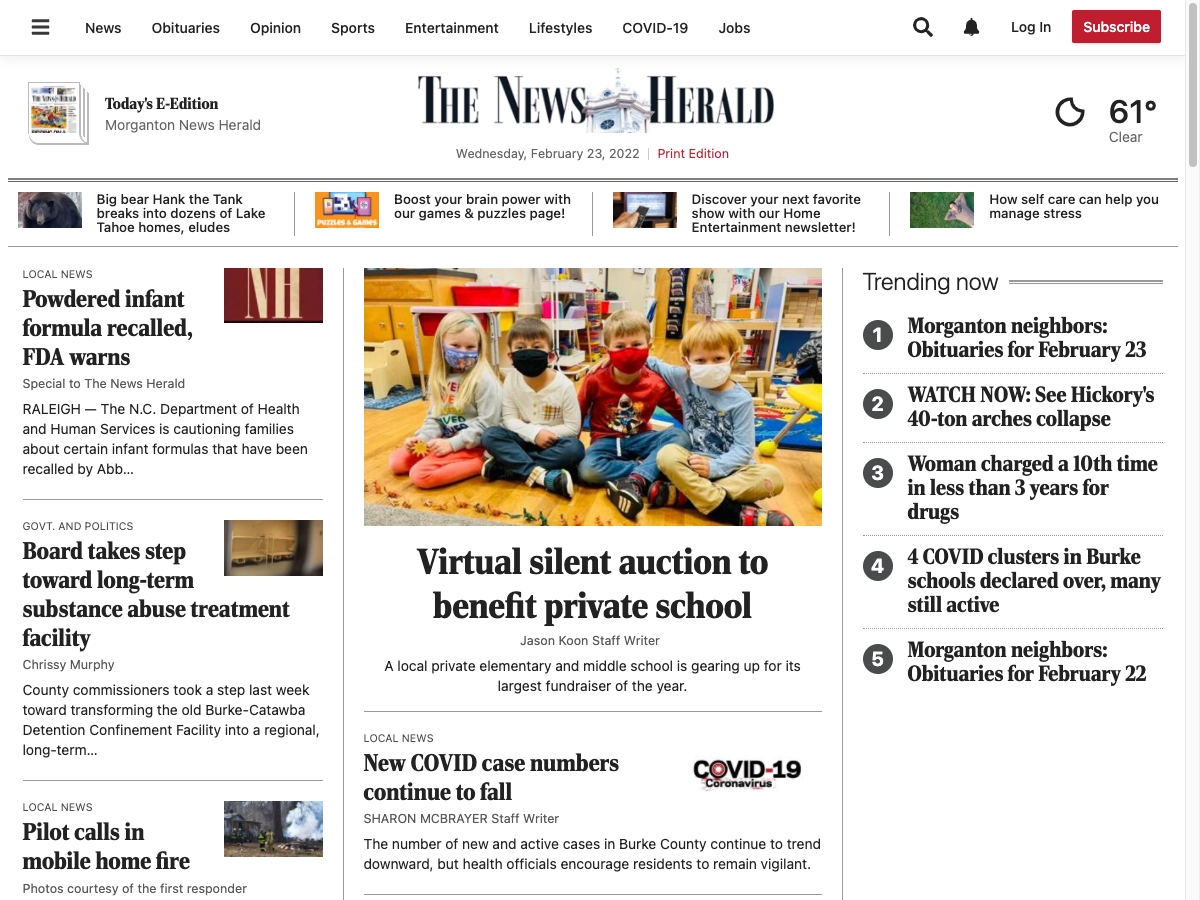 News
Obituaries
Opinion
Sports
Entertainment
Lifestyles
COVID-19
Jobs
Log In
Subscribe
Today's E-Edition
Morganton News Herald
THE NEWS HERALD
Wednesday, February 23, 2022
Print Edition
61°
Clear
Big bear Hank the Tank
breaks into dozens of Lake
Tahoe homes, eludes
PUZZLES & GAMES
Boost your brain power with
our games & puzzles page!
Discover your next favorite
show with our Home
Entertainment newsletter!
How self care can help you
manage stress
LOCAL NEWS
Powdered infant
formula recalled,
FDA warns
NH
Special to The News Herald
RALEIGH — The N.C. Department of Health
and Human Services is cautioning families
about certain infant formulas that have been
recalled by Abb...
GOVT. AND POLITICS
Board takes step
toward long-term
substance abuse treatment
facility
Chrissy Murphy
County commissioners took a step last week
toward transforming the old Burke-Catawba
Detention Confinement Facility into a regional,
long-term...
LOCAL NEWS
Pilot calls in
mobile home fire
Photos courtesy of the first responder
Virtual silent auction to
benefit private school
Jason Koon Staff Writer
A local private elementary and middle school is gearing up for its
largest fundraiser of the year.
LOCAL NEWS
New COVID case numbers
continue to fall
COVID-19
Coronavirus
SHARON MCBRAYER Staff Writer
The number of new and active cases in Burke County continue to trend
downward, but health officials encourage residents to remain vigilant.
Trending now
1
Morganton neighbors:
Obituaries for February 23
2
WATCH NOW: See Hickory's
40-ton arches collapse
3
Woman charged a 10th time
in less than 3 years for
drugs
4
4 COVID clusters in Burke
schools declared over, many
still active
5
Morganton neighbors:
Obituaries for February 22